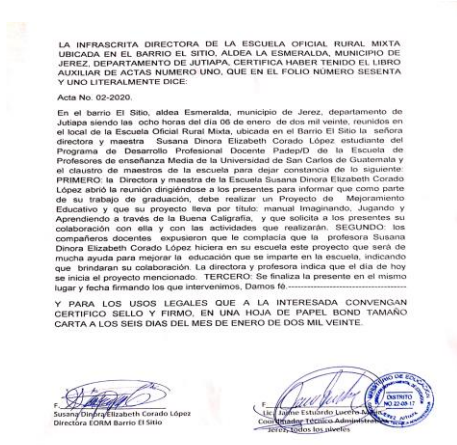 LA INFRASCRITA DIRECTORA DE LA ESCUELA OFICIAL RURAL MIXTA
UBICADA EN EL BARRIO EL SITIO, ALDEA LA ESMERALDA, MUNICIPIO DE
JEREZ, DEPARTAMENTO DE JUTIAPA, CERTIFICA HABER TENIDO EL LIBRO
AUXILIAR DE ACTAS NUMERO UNO, QUE EN EL FOLIO NÚMERO SESENTA
Y UNO LITERALMENTE DICE:
Acta No. 02-2020.
En el barrio El Sitio, aldea Esmeralda, municipio de Jerez, departamento de
Jutiapa siendo las ocho horas del día 06 de enero de dos mil veinte, reunidos en
el local de la Escuela Oficial Rural Mixta, ubicada en el Barrio El Sitio la señora
directora y maestra Susana Dinora Elizabeth Corado López estudiante del
Programa de Desarrollo Profesional Docente Padep/D de la Escuela de
Profesores de enseñanza Media de la Universidad de San Carlos de Guatemala y
el claustro de maestros de la escuela para dejar constancia de lo siguiente:
PRIMERO: la Directora y maestra de la Escuela Susana Dinora Elizabeth Corado
López abrió la reunión dirigiéndose a los presentes para informar que como parte
de su trabajo de graduación, debe realizar un Proyecto de Mejoramiento
Educativo y que su proyecto lleva por título: manual Imaginando, Jugando y
Aprendiendo a través de la Buena Caligrafía, y que solicita a los presentes su
colaboración con ella y con las actividades que realizarán. SEGUNDO: los
compañeros docentes expusieron que le complacía que la profesora Susana
Dinora Elizabeth Corado López hiciera en su escuela este proyecto que será de
mucha ayuda para mejorar la educación que se imparte en la escuela, indicando
que brindaran su colaboración. La directora y profesora indica que el día de hoy
se inicia el proyecto mencionado. TERCERO: Se finaliza la presente en el mismo
lugar y fecha firmando los que intervenimos, Damos fé.
Y PARA LOS USOS LEGALES QUE A LA INTERESADA CONVENGAN
CERTIFICO SELLO Y FIRMO, EN UNA HOJA DE PAPEL BOND TAMAÑO
CARTA A LOS SEIS DIAS DEL MES DE ENERO DE DOS MIL VEINTE.
F.
Susana Dinora Elizabeth Corado López
Directora EORM Barrio El Sitio
F.
Lic. Jaime Estuardo Lucero
Coordinador Técnico Administrativo
Jerez, todos los niveles
MINISTERIO DE EDUCACION
DISTRITO
JEREZ, JUTIAPA